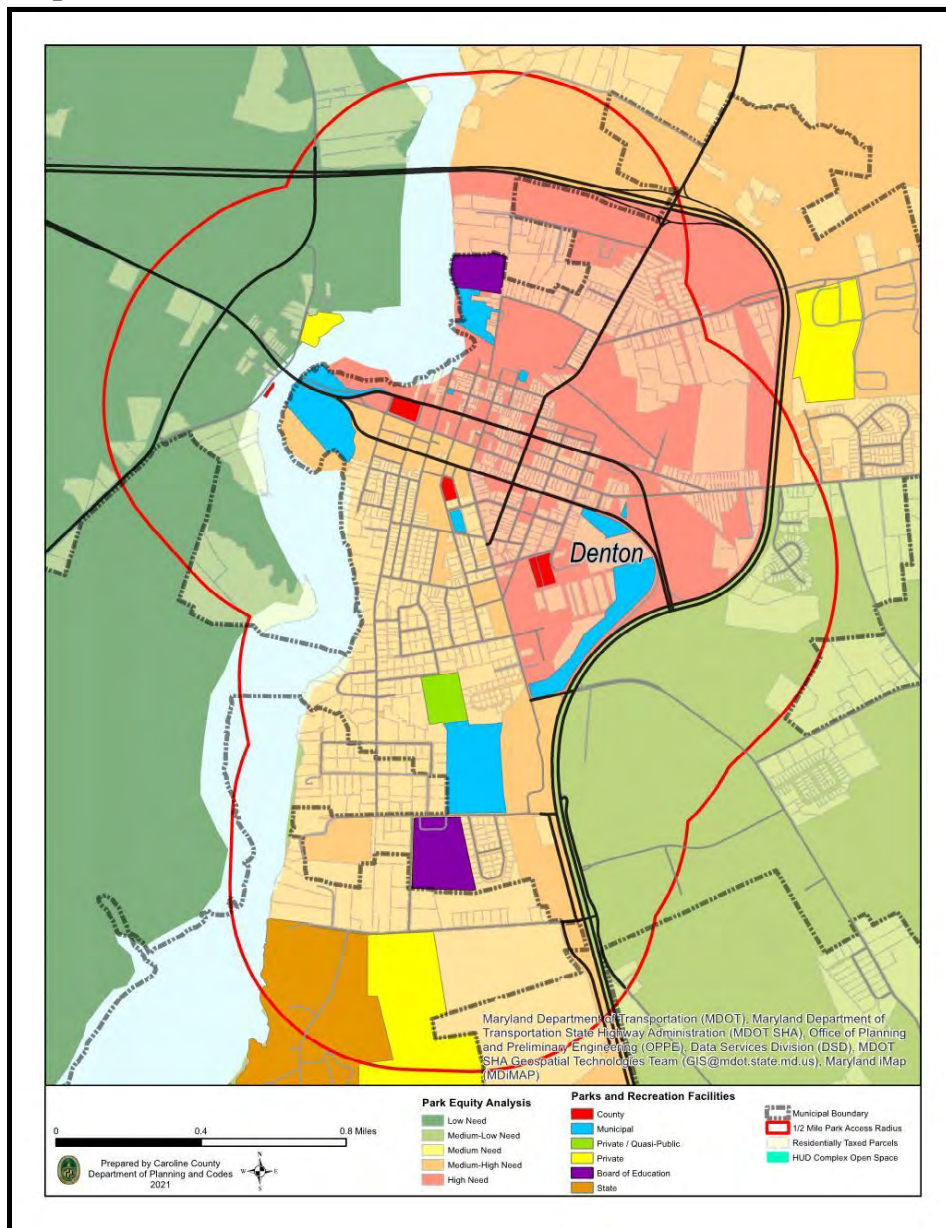 Denton
Maryland Department of Transportation (MDOT), Maryland Department of
Transportation State Highway Administration (MDOT SHA), Office of Planning
and Preliminary Engineering (OPPE), Data Services Division (DSD), MDOT
SHA Geospatial Technologies Team (GIS@mdot.state.md.us), Maryland iMap
(MDiMAP)
0 0.4 0.8 Miles
Prepared by Caroline County
Department of Planning and Codes
2021
N
W E
S
Park Equity Analysis
Low Need
Medium-Low Need
Medium Need
Medium-High Need
High Need
Parks and Recreation Facilities
County
Municipal
Private / Quasi-Public
Private
Board of Education
State
Municipal Boundary
1/2 Mile Park Access Radius
Residentially Taxed Parcels
HUD Complex Open Space